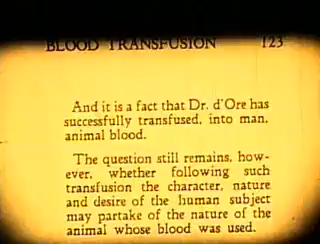 BLOOD TRANSFUSION 123
And it is a fact that Dr. d'Ore has
successfully transfused, into man,
animal blood.
The question still remains, how-
ever, whether following such
transfusion the character, nature
and desire of the human subject
may partake of the nature of the
animal whose blood was used.